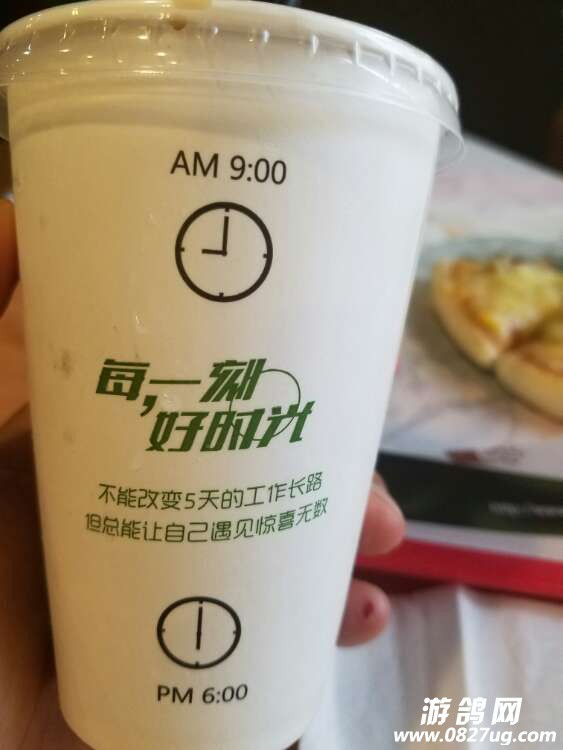 AM 9:00
每,一刻
好时光
不能改变5天的工作长路
但总能让自己遇见惊喜无数
PM 6:00
游鸽网
www.0827ug.com